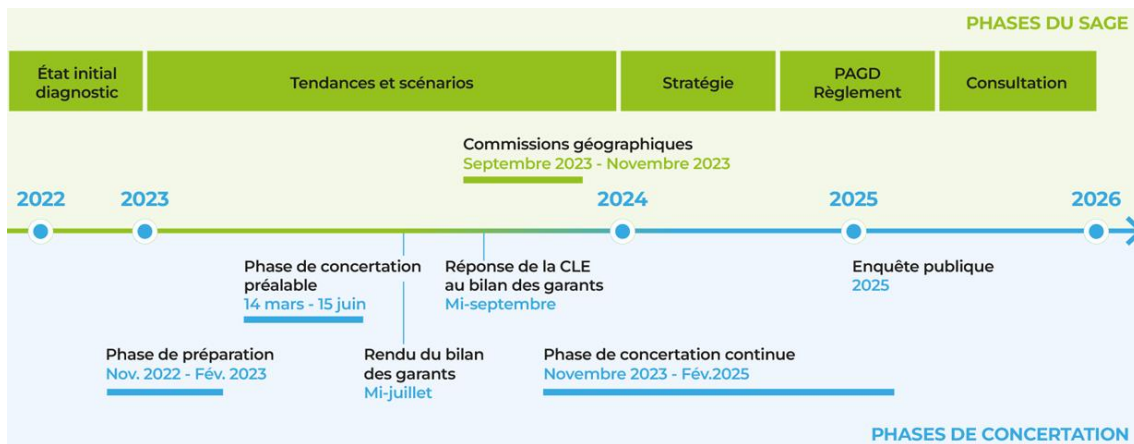 PHASES DU SAGE
État initial
diagnostic
Tendances et scénarios
Stratégie
PAGD
Règlement
Consultation
Commissions géographiques
Septembre 2023 - Novembre 2023
2022
2023
2024
2025
2026
Phase de concertation
préalable
14 mars - 15 juin
Réponse de la CLE
au bilan des garants
Mi-septembre
Enquête publique
2025
Phase de préparation
Nov. 2022 - Fév. 2023
Rendu du bilan
des garants
Mi-juillet
Phase de concertation continue
Novembre 2023 - Fév.2025
PHASES DE CONCERTATION